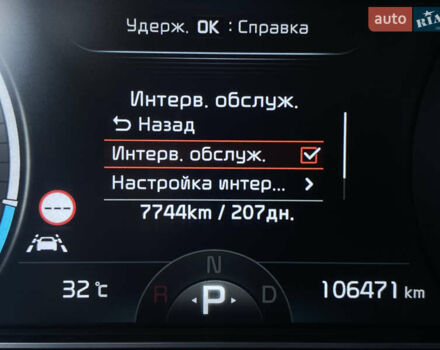 auto RIA
Удерж. OK : Справка
Интерв. обслуж.
Назад
Интерв. обслуж.
Настройка интер...
7744km / 207дн.
N
32 °C R P D 106471 km